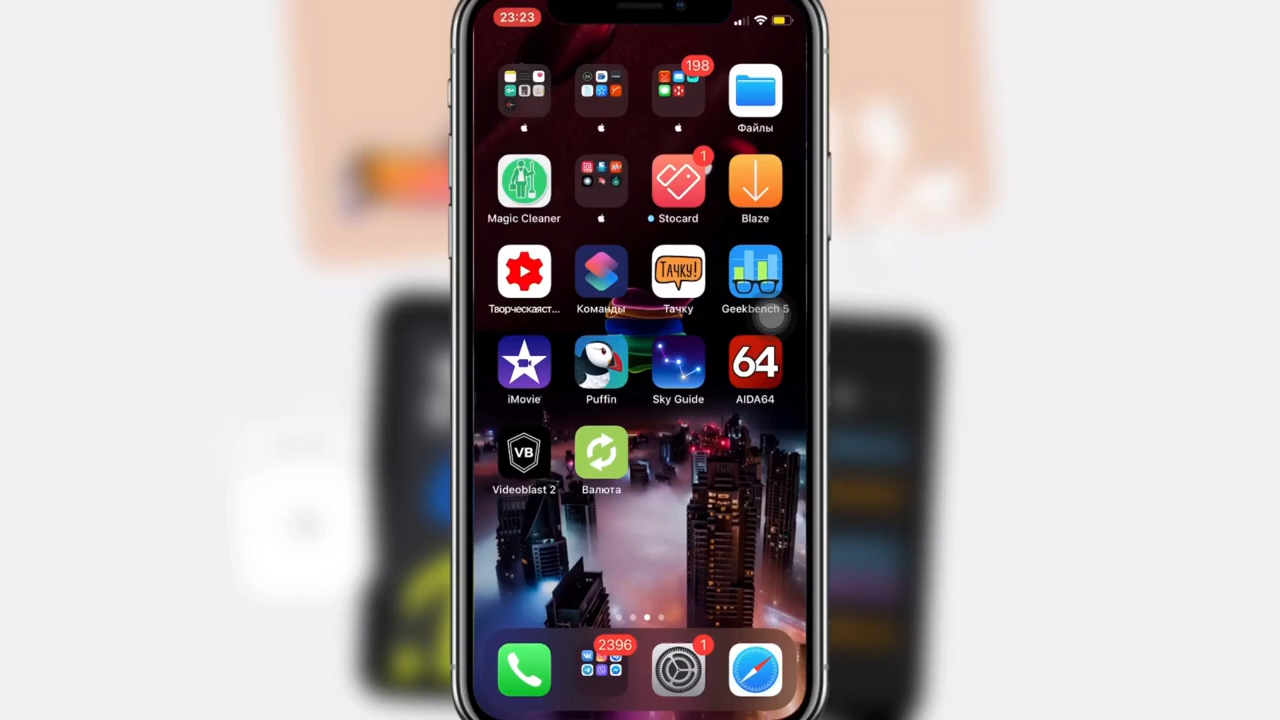 23:23
198
Файлы
Magic Cleaner
1
Stocard
Blaze
Творческаяст...
Команды
ТАЧКУ!
Тачку
Geekbench 5
iMovie
Puffin
Sky Guide
64
AIDA64
VB
Videoblast 2
Валюта
2396
1